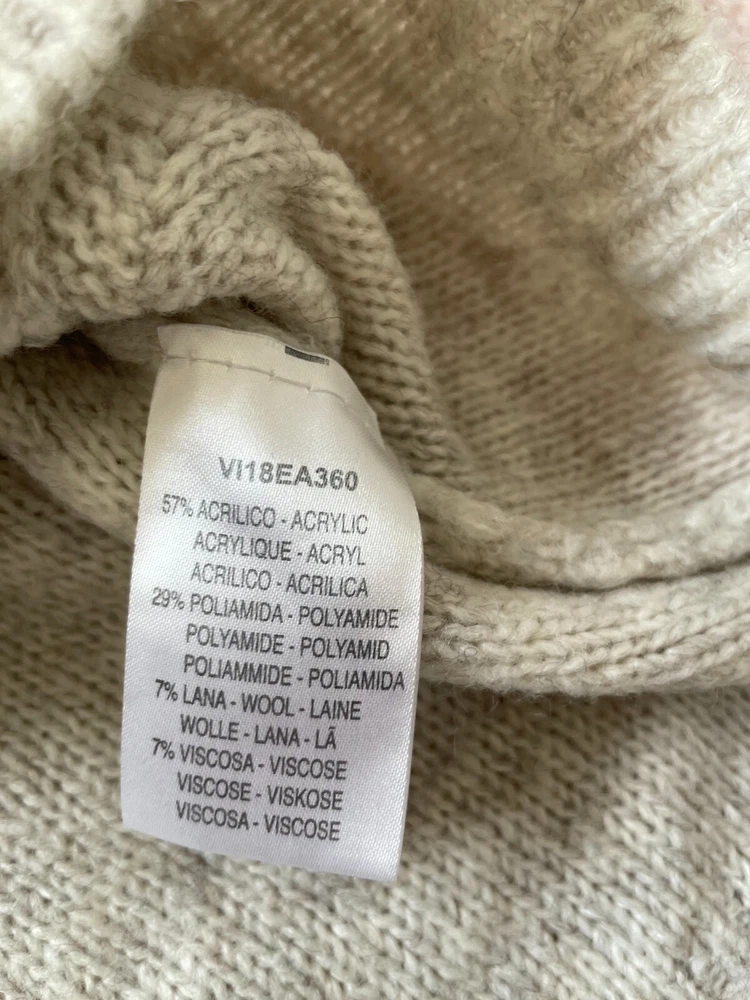 VI18EA360
57% ACRILICO - ACRYLIC
ACRYLIQUE - ACRYL
ACRILICO - ACRILICA
29% POLIAMIDA - POLYAMIDE
POLYAMIDE - POLYAMID
POLIAMMIDE - POLIAMIDA
7% LANA - WOOL - LAINE
WOLLE - LANA - LÃ
7% VISCOSA - VISCOSE
VISCOSE - VISKOSE
VISCOSA - VISCOSE